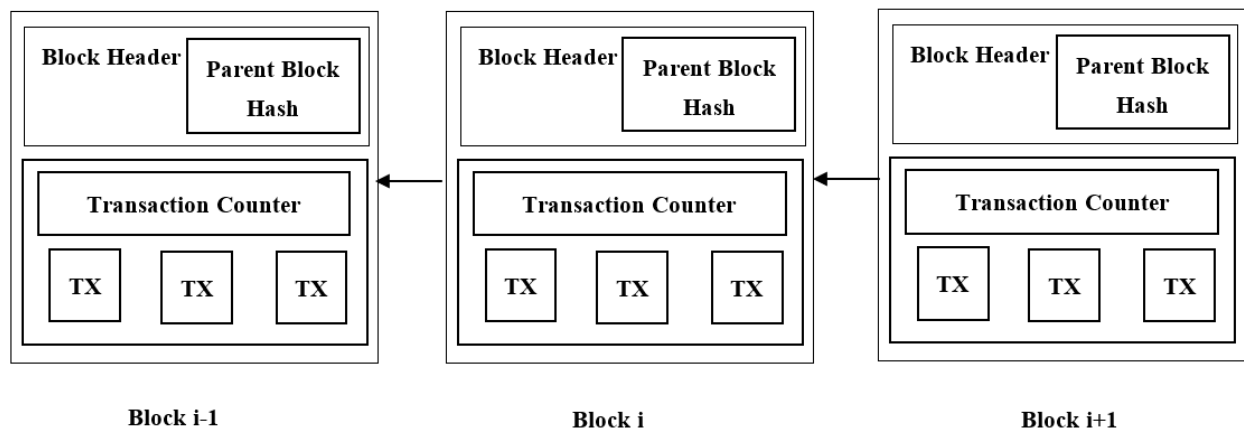 Block Header
Parent Block
Hash
Transaction Counter
TX TX TX
Block i-1
Block Header
Parent Block
Hash
Transaction Counter
TX TX TX
Block i
Block Header
Parent Block
Hash
Transaction Counter
TX TX TX
Block i+1